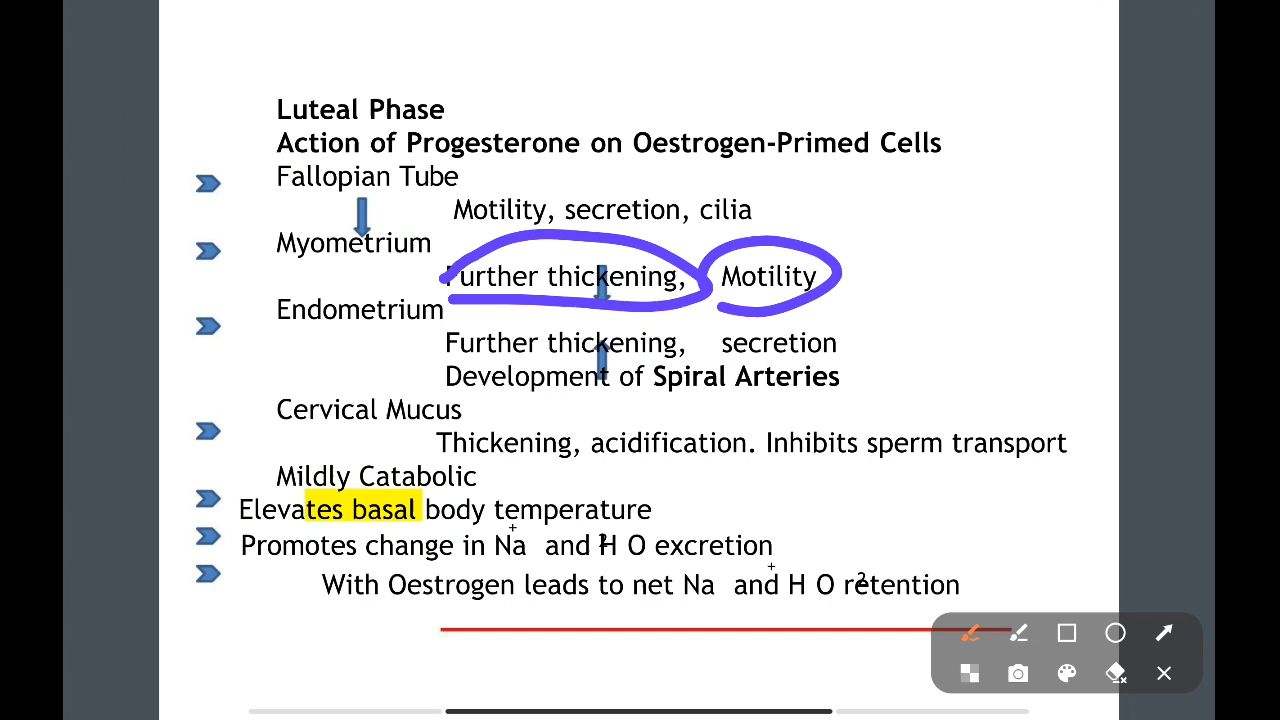 Luteal Phase
Action of Progesterone on Oestrogen-Primed Cells
Fallopian Tube
Motility, secretion, cilia
Myometrium
Further thickening, Motility
Endometrium
Further thickening, secretion
Development of Spiral Arteries
Cervical Mucus
Thickening, acidification. Inhibits sperm transport
Mildly Catabolic
Elevates basal body temperature
Promotes change in Na+ and H2O excretion
With Oestrogen leads to net Na+ and H2O retention